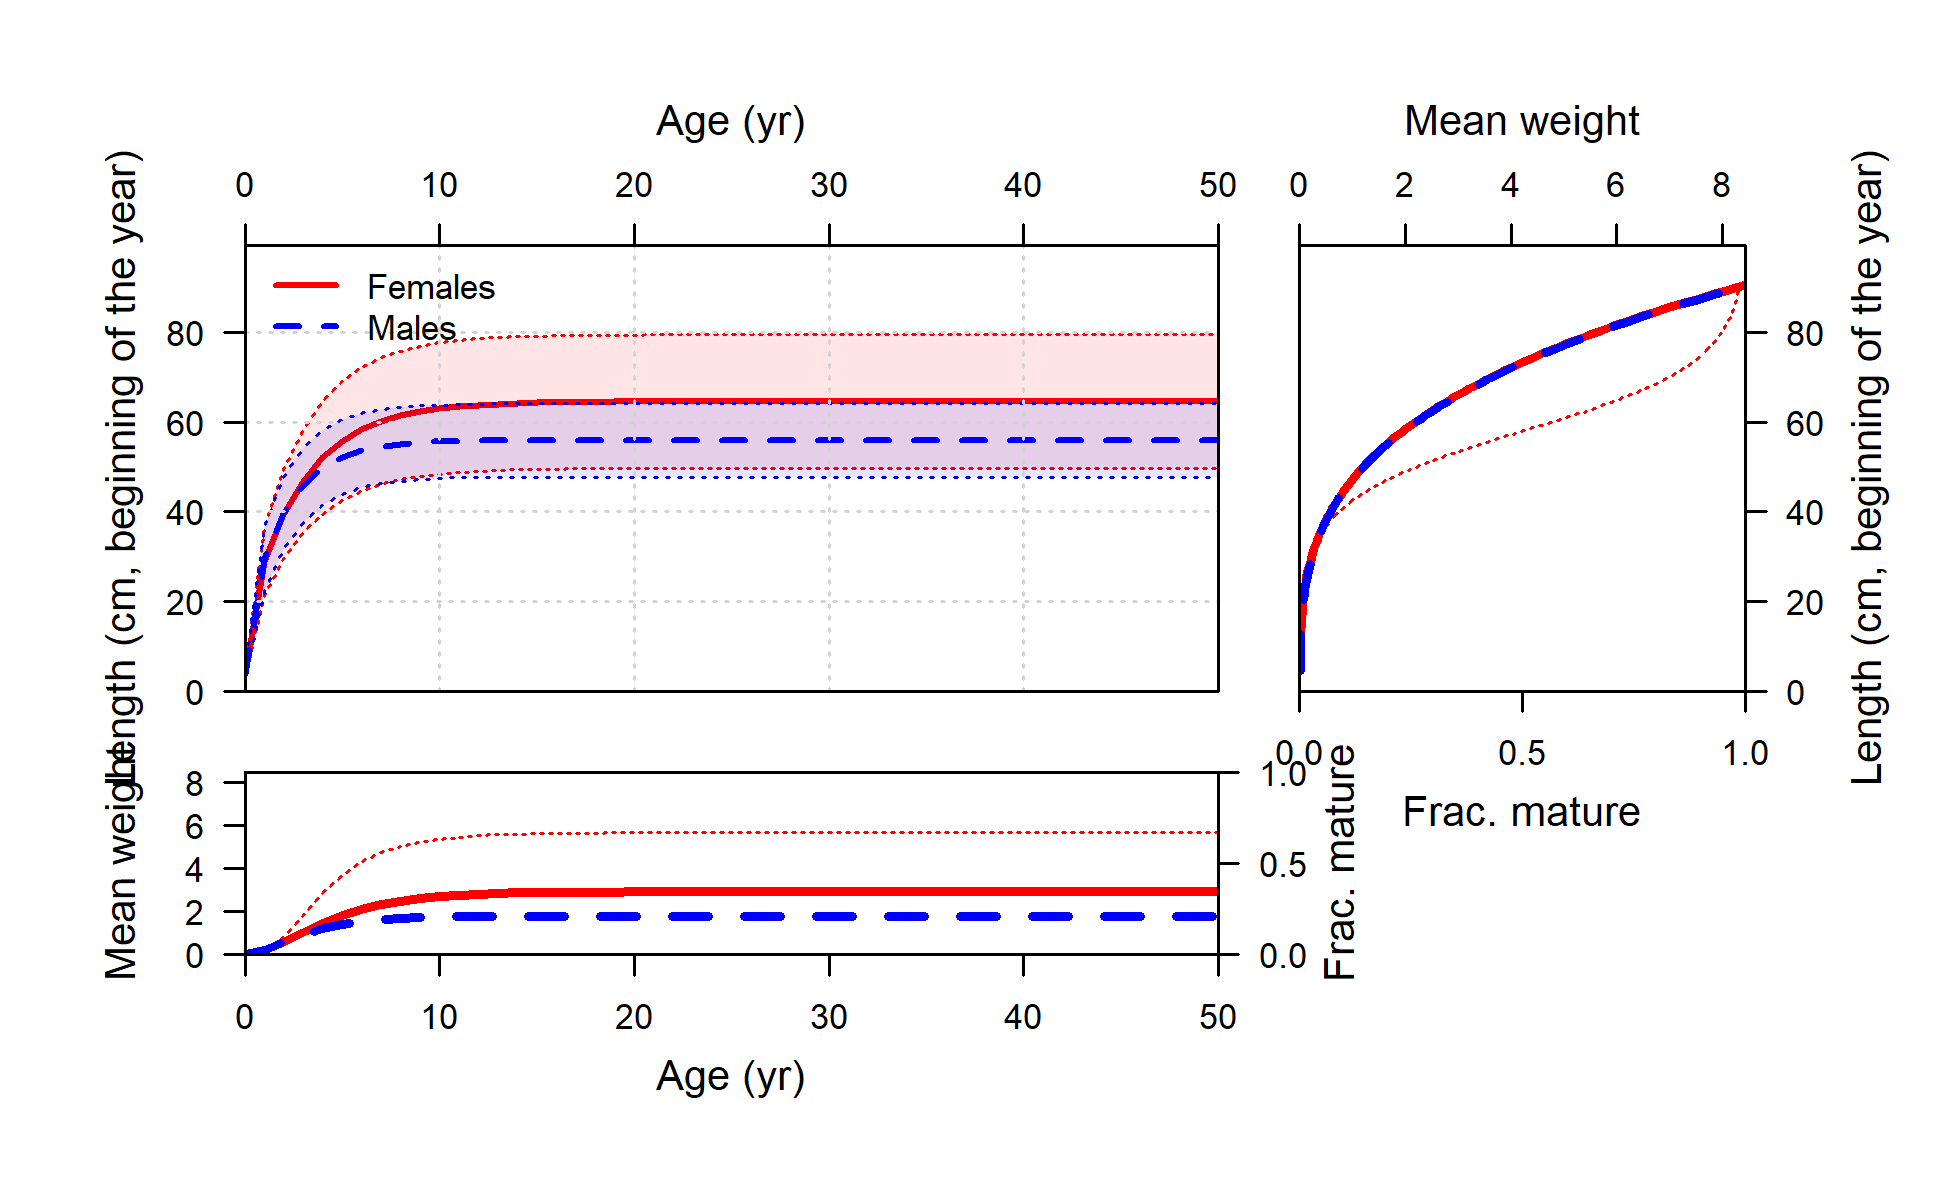 Age (yr)
0 10 20 30 40 50
Length (cm, beginning of the year)
80
60
40
20
0
Females
Males
Mean weight
0 2 4 6 8
Length (cm, beginning of the year)
80
60
40
20
0
0.0 0.5 1.0
Frac. mature
Mean weight
8
6
4
2
0
1.0
0.5
0.0
Frac. mature
0 10 20 30 40 50
Age (yr)